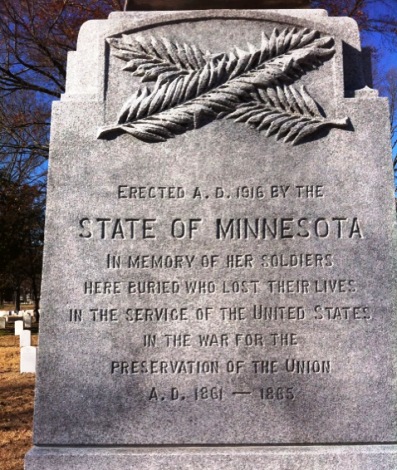 ERECTED A. D. 1916 BY THE
STATE OF MINNESOTA
IN MEMORY OF HER SOLDIERS
HERE BURIED WHO LOST THEIR LIVES
IN THE SERVICE OF THE UNITED STATES
IN THE WAR FOR THE
PRESERVATION OF THE UNION
A. D. 1861 — 1865